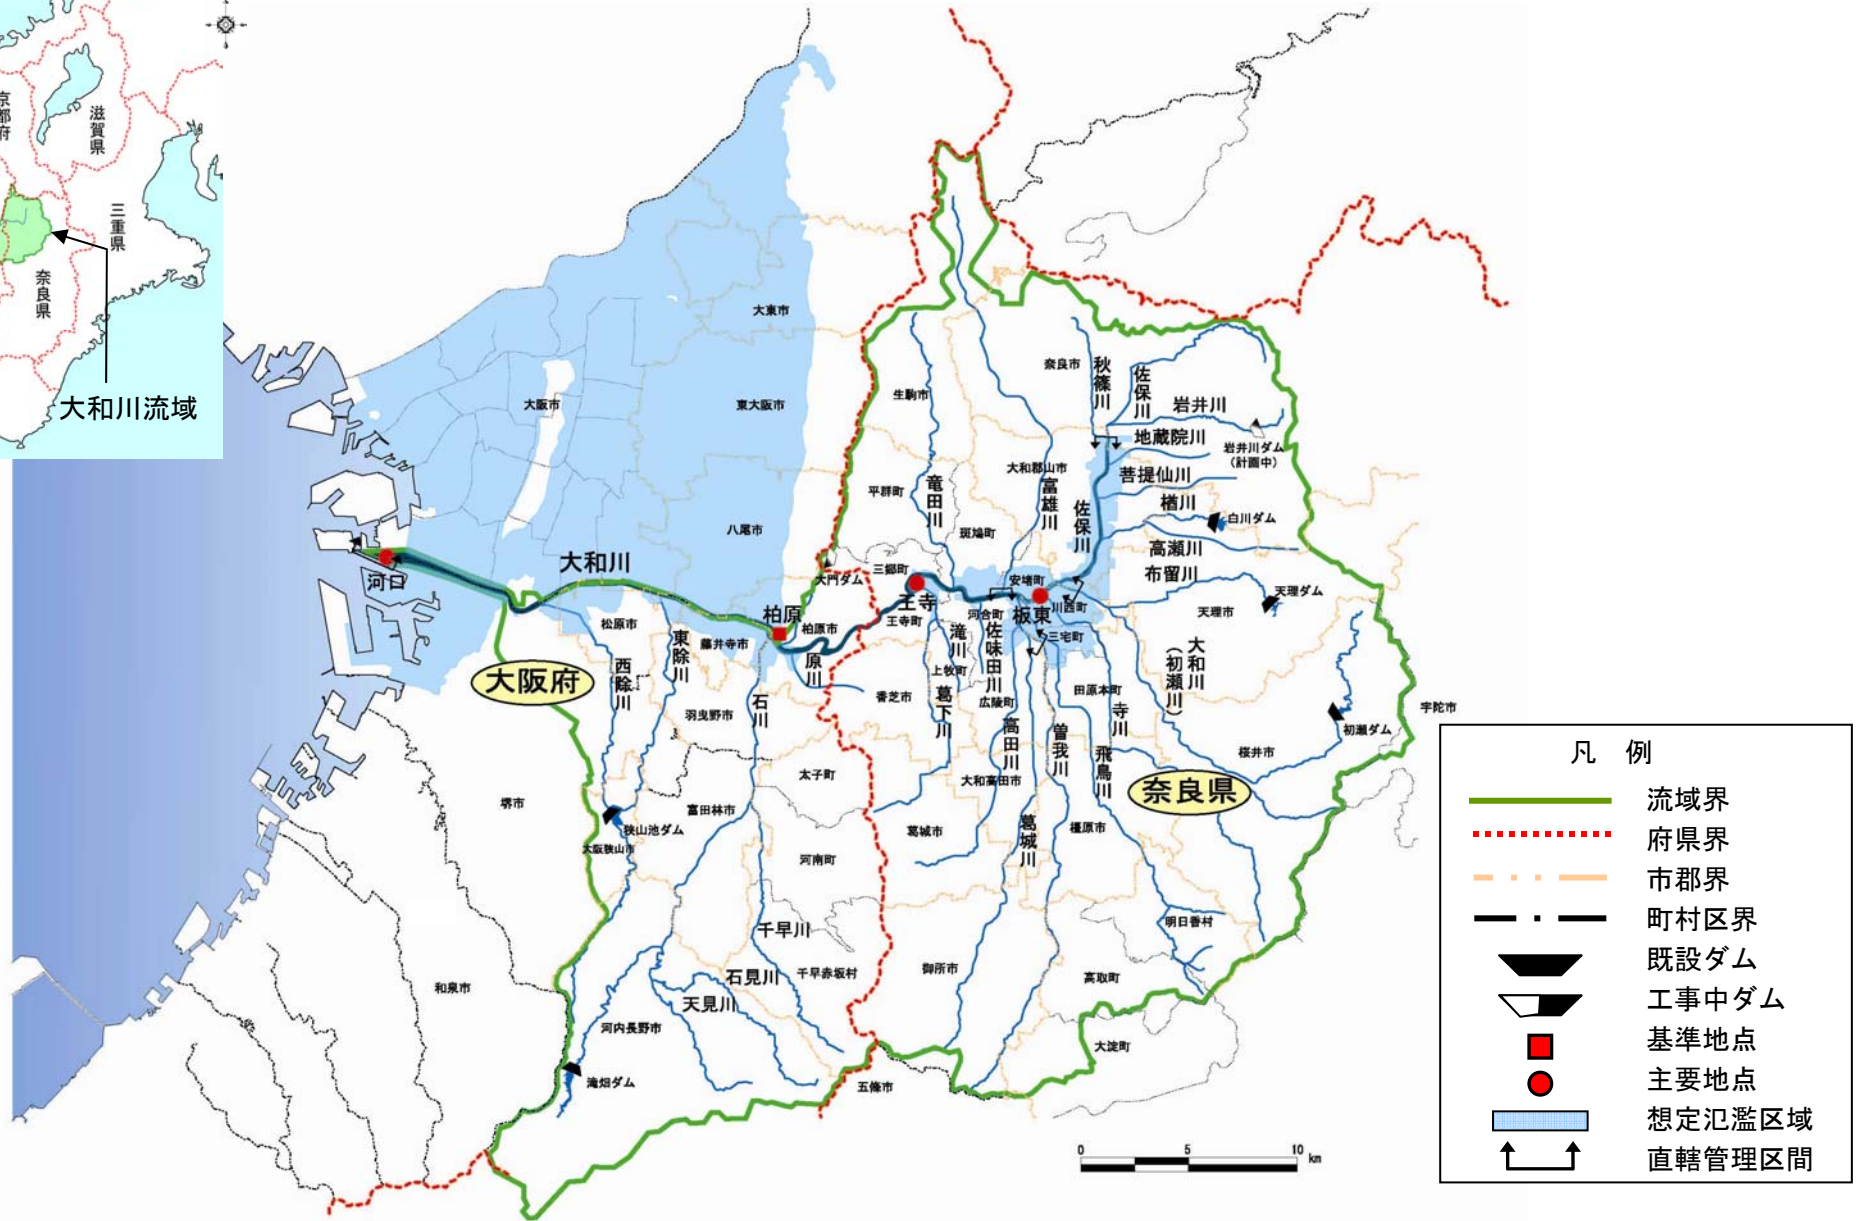 京都府
滋賀県
三重県
奈良県
大和川流域
大東市
大阪市
東大阪市
八尾市
大和川
河口
柏原
柏原市
大門ダム
松原市
藤井寺市
東除川
西除川
大阪府
羽曳野市
石川
原川
堺市
太子町
富田林市
狭山池ダム
大阪狭山市
河南町
千早川
石見川
千早赤坂村
天見川
和泉市
河内長野市
滝畑ダム
五條市
生駒市
奈良市
秋篠川
佐保川
岩井川
地蔵院川
岩井川ダム
(計画中)
大和郡山市
菩提仙川
平群町
竜田川
富雄川
佐保川
楢川
白川ダム
斑鳩町
高瀬川
布留川
三郷町
安堵町
天理ダム
王寺
王寺町
河合町
板東
川西町
天理市
三宅町
滝川
佐味田川
上牧町
大和川
(初瀬川)
香芝市
葛下川
広陵町
田原本町
寺川
宇陀市
高田川
曽我川
飛鳥川
初瀬ダム
桜井市
大和高田市
奈良県
葛城市
葛城川
橿原市
明日香村
御所市
高取町
大淀町
0 5 10 km
凡 例
流域界
府県界
市郡界
町村区界
既設ダム
工事中ダム
基準地点
主要地点
想定氾濫区域
直轄管理区間